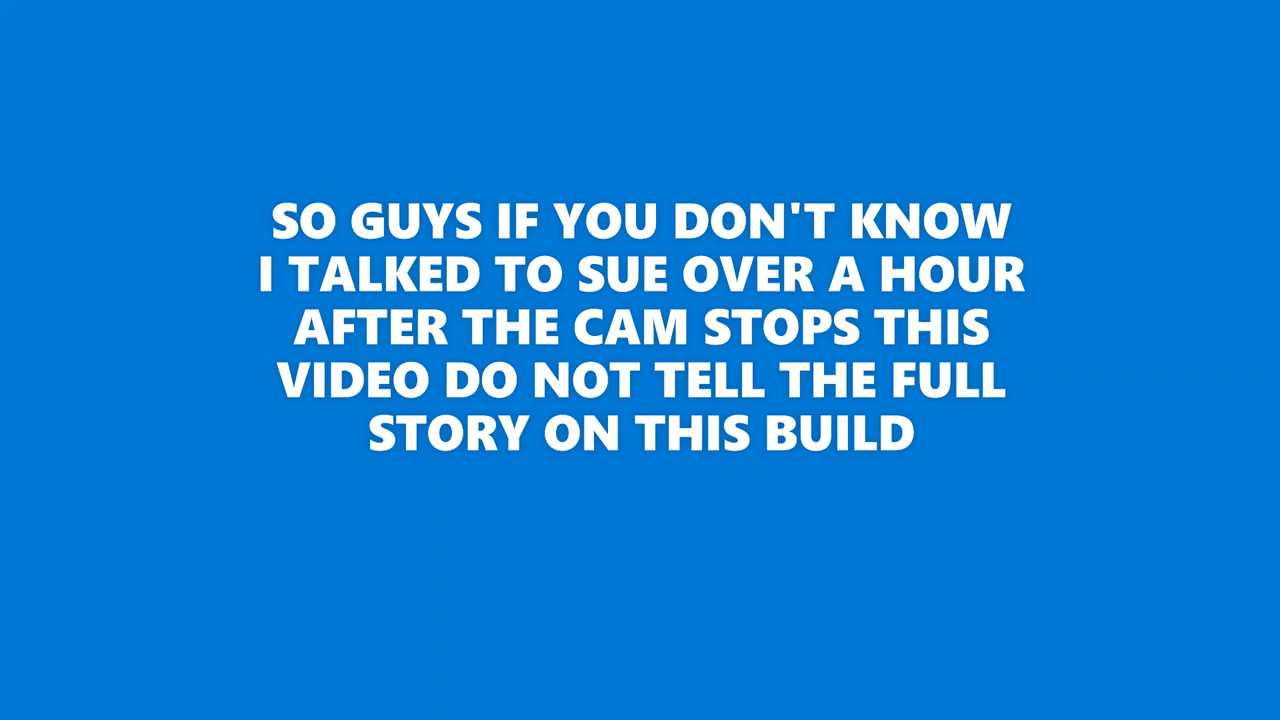 SO GUYS IF YOU DON'T KNOW
I TALKED TO SUE OVER A HOUR
AFTER THE CAM STOPS THIS
VIDEO DO NOT TELL THE FULL
STORY ON THIS BUILD